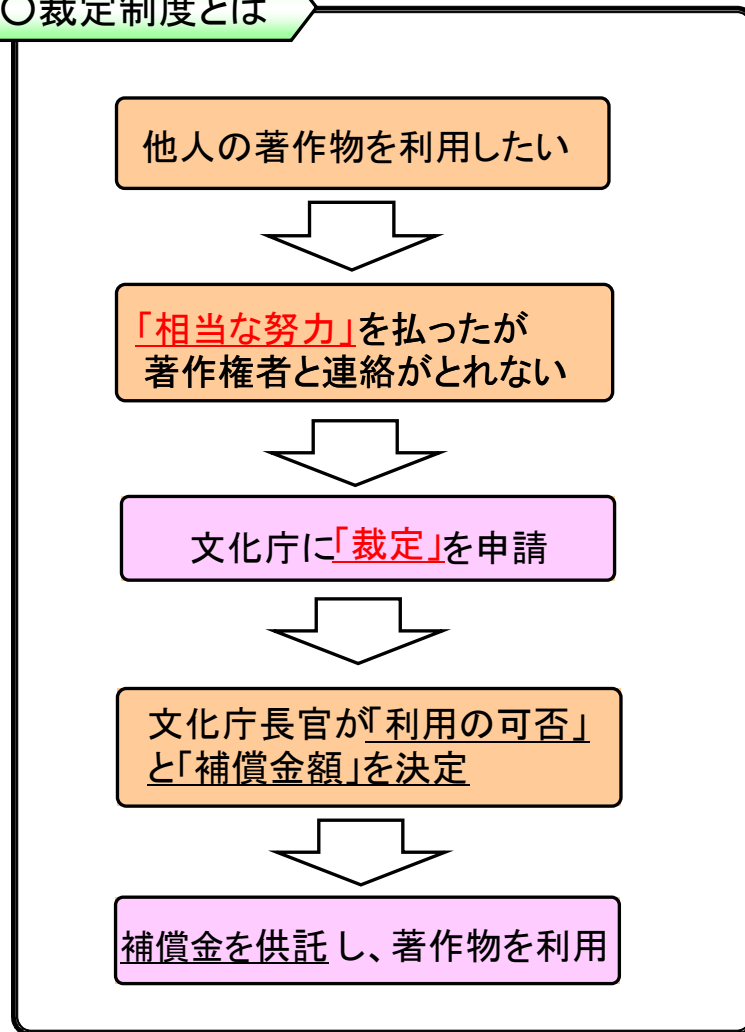 〇裁定制度とは
他人の著作物を利用したい
「相当な努力」を払ったが
著作権者と連絡がとれない
文化庁に「裁定」を申請
文化庁長官が「利用の可否」
と「補償金額」を決定
補償金を供託し、著作物を利用